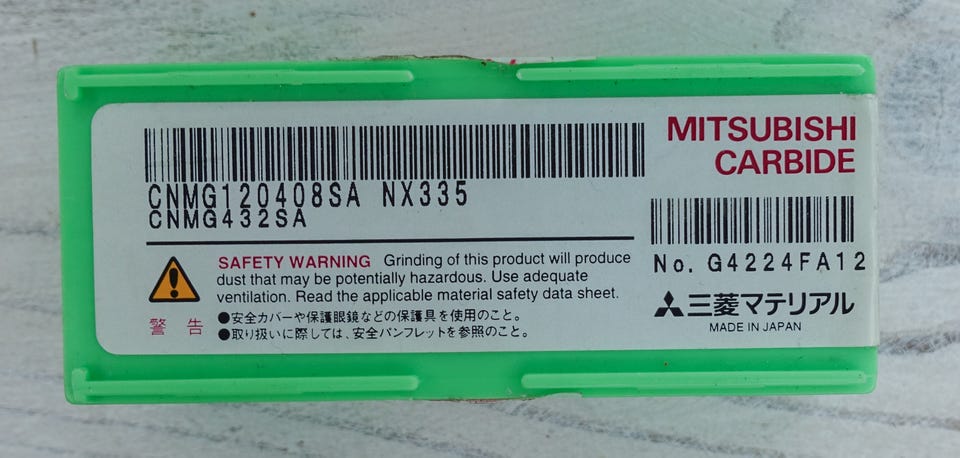 MITSUBISHI
CARBIDE
CNMG120408SA NX335
CNMG432SA
No. G4224FA12
SAFETY WARNING Grinding of this product will produce
dust that may be potentially hazardous. Use adequate
ventilation. Read the applicable material safety data sheet.
警 告
●安全カバーや保護眼鏡などの保護具を使用のこと。
●取り扱いに際しては、安全パンフレットを参照のこと。
三菱マテリアル
MADE IN JAPAN